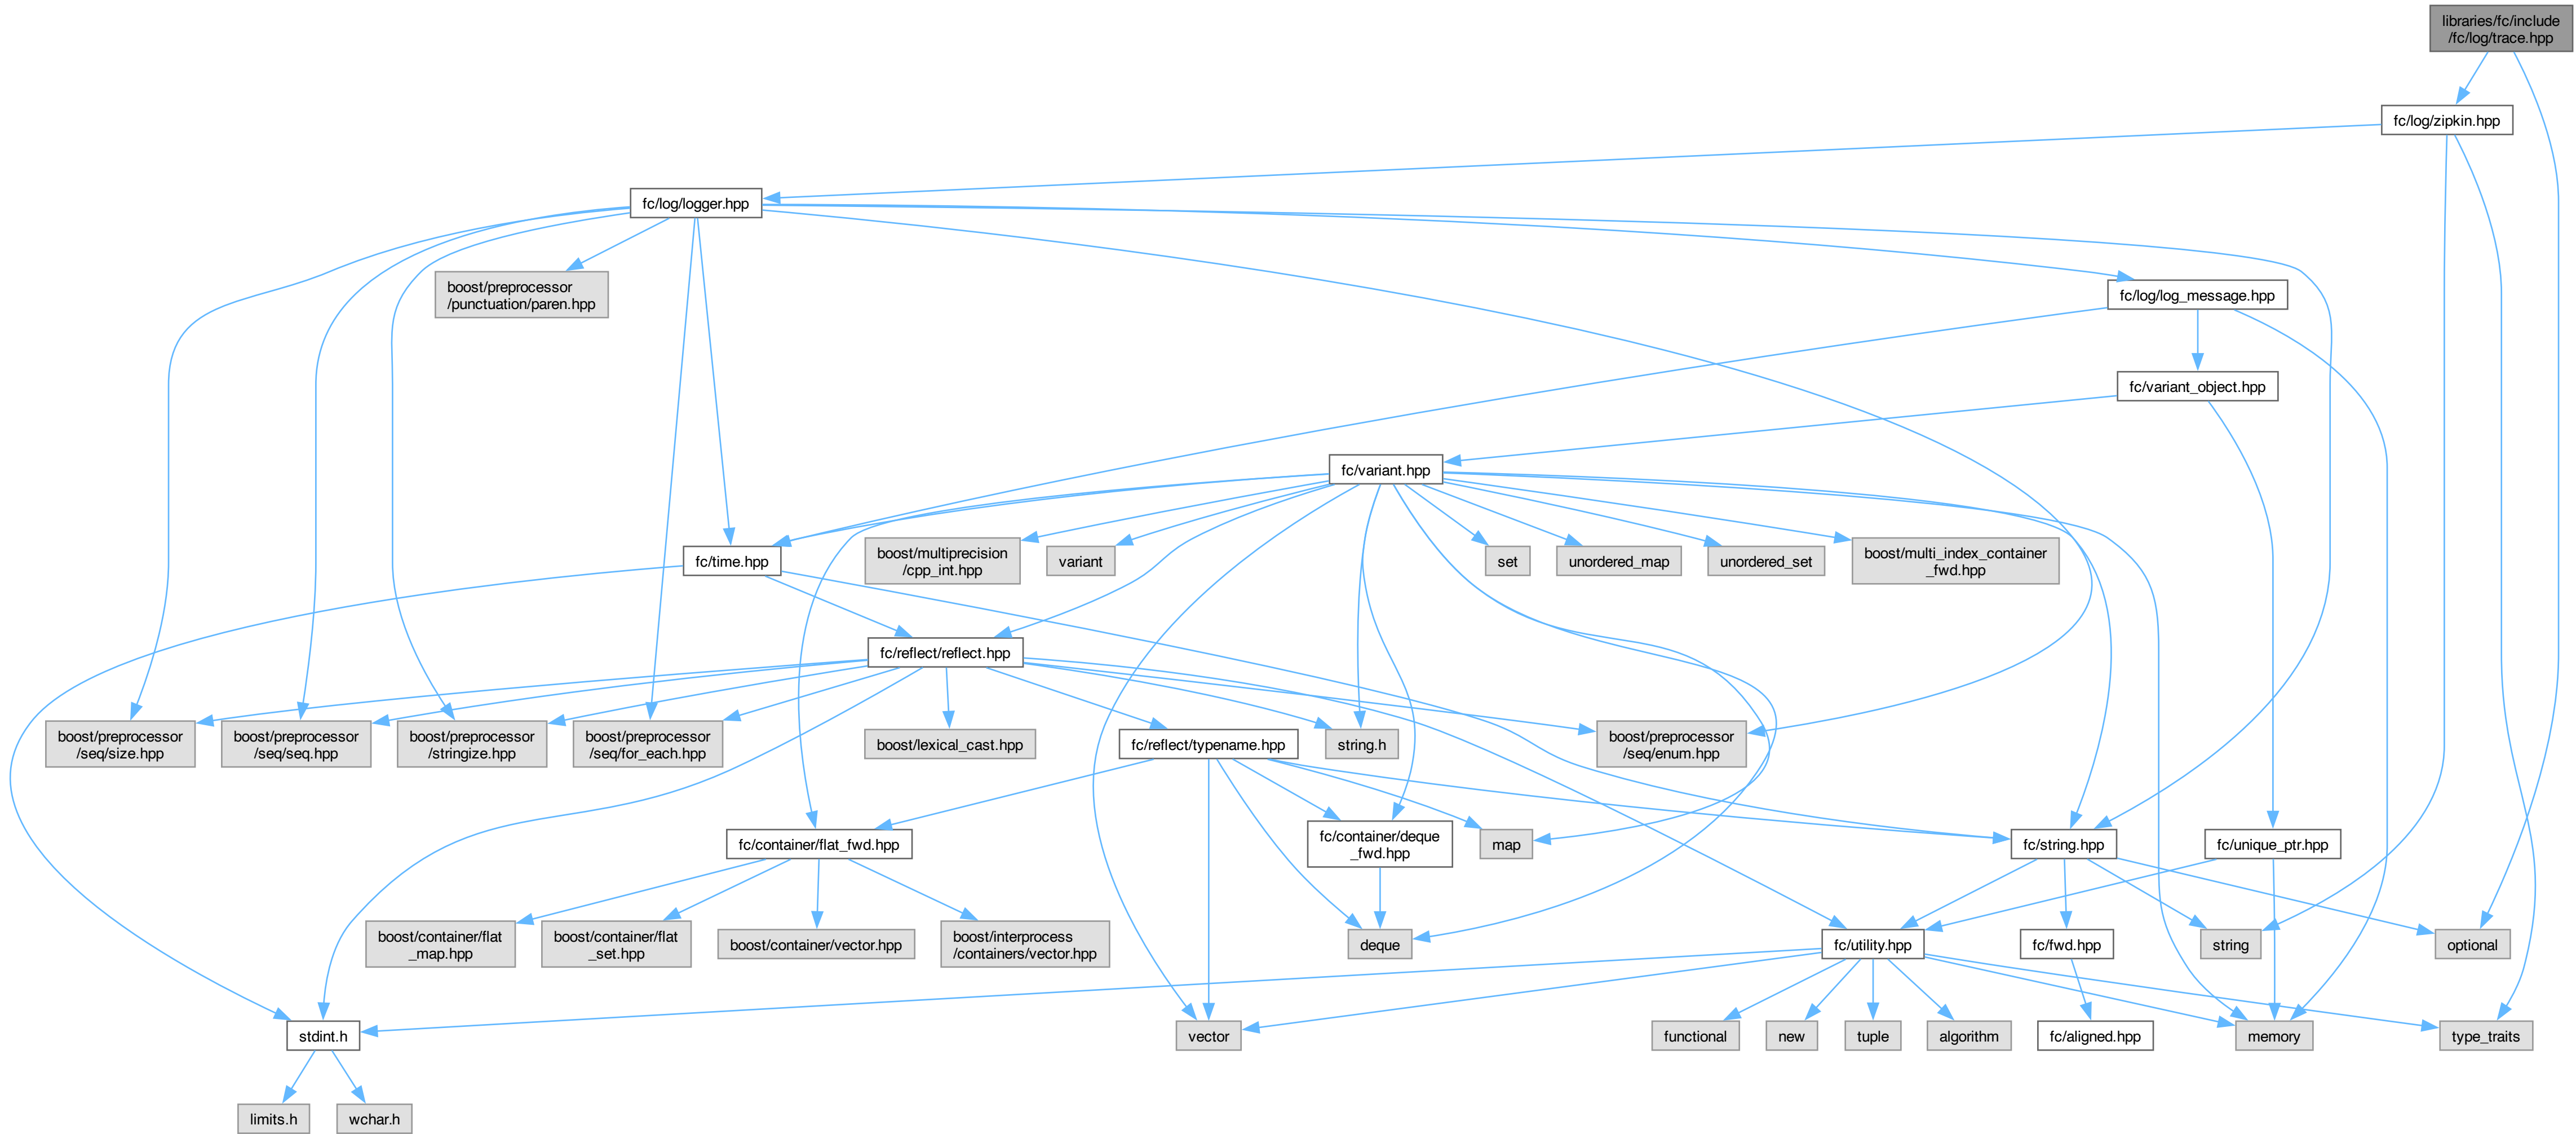 libraries/fc/include
/fc/log/trace.hpp
fc/log/zipkin.hpp
fc/log/logger.hpp
boost/preprocessor
/punctuation/paren.hpp
fc/log/log_message.hpp
fc/variant_object.hpp
fc/variant.hpp
fc/time.hpp
boost/multiprecision
/cpp_int.hpp
variant
set
unordered_map
unordered_set
boost/multi_index_container
_fwd.hpp
fc/reflect/reflect.hpp
boost/preprocessor
/seq/size.hpp
boost/preprocessor
/seq/seq.hpp
boost/preprocessor
/stringize.hpp
boost/preprocessor
/seq/for_each.hpp
boost/lexical_cast.hpp
fc/reflect/typename.hpp
string.h
boost/preprocessor
/seq/enum.hpp
fc/container/flat_fwd.hpp
fc/container/deque
_fwd.hpp
map
fc/string.hpp
fc/unique_ptr.hpp
boost/container/flat
_map.hpp
boost/container/flat
_set.hpp
boost/container/vector.hpp
boost/interprocess
/containers/vector.hpp
deque
fc/utility.hpp
fc/fwd.hpp
string
optional
stdint.h
vector
functional
new
tuple
algorithm
fc/aligned.hpp
memory
type_traits
limits.h
wchar.h